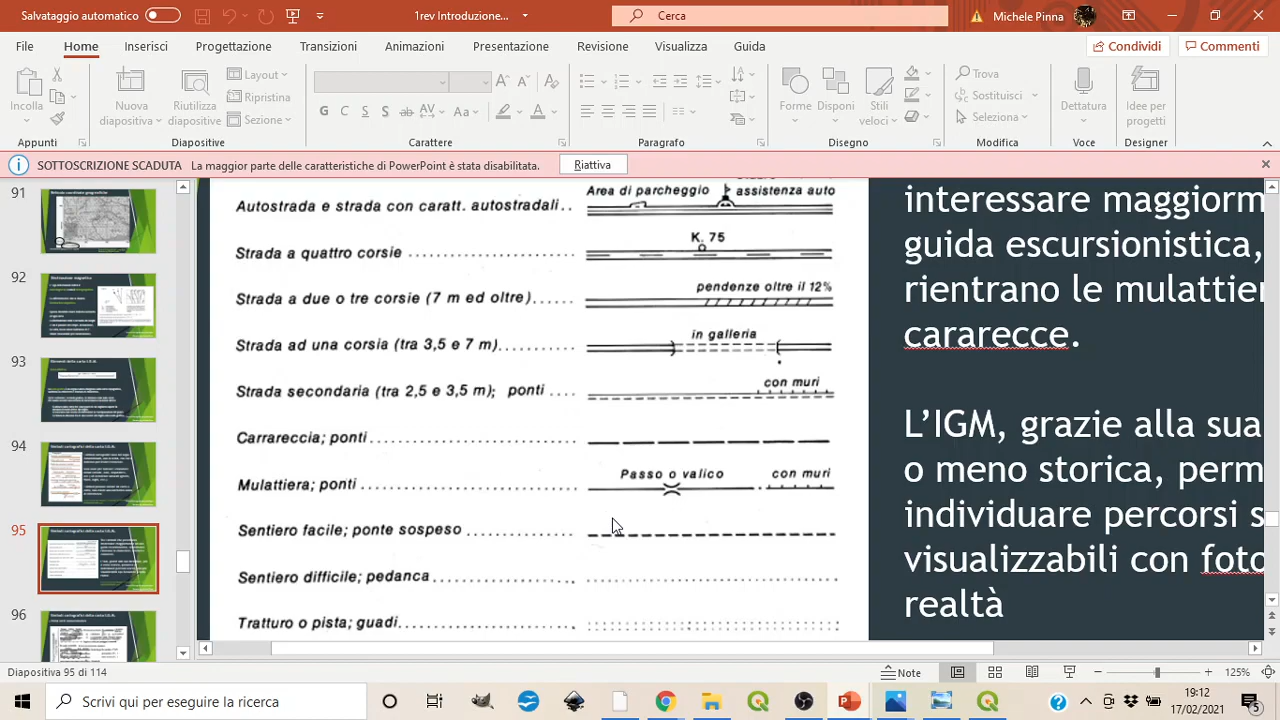 Salvataggio automatico
1rev Introduzione...
Cerca
Michele Pinna
File
Home
Inserisci
Progettazione
Transizioni
Animazioni
Presentazione
Revisione
Visualizza
Guida
Condividi
Commenti
Incolla
Nuova
diapositiva
Riutilizza
diapositiva
Layout
Ripristina
Sezione
G
C
S
S
ab
AV
Aa
A
Forme
Disponi
Stili
veloci
Trova
Sostituisci
Seleziona
Dettatura
Idee per
progetti
Appunti
Diapositive
Carattere
Paragrafo
Disegno
Modifica
Voce
Designer
SOTTOSCRIZIONE SCADUTA La maggior parte delle caratteristiche di PowerPoint è stata disabilitata.
Riattiva
91
92
93
94
95
96
Area di parcheggio
assistenza auto
Autostrada e strada con caratt. autostradali..
K. 75
Strada a quattro corsie
pendenze oltre il 12%
Strada a due o tre corsie (7 m ed oltre)......
in galleria
Strada ad una corsia (tra 3,5 e 7 m)..........
con muri
Strada secondaria (tra 2,5 e 3,5 m); ponti ....
Carrareccia; ponti
Passo o valico
con muri
Mulattiera; ponti
Sentiero facile; ponte sospeso
Sentiero difficile; pedanca
Tratturo o pista; guadi
interessare maggiorm
guida escursionistica,
rientrano le mulattier
cararecce.
L'IGM, grazie alla sua
o meno storica, perm
individuare percorsi s
visualizzabili con foto
realtà
Diapositiva 95 di 114
Note
125%
Scrivi qui per eseguire la ricerca
19:12
17/02/2021
5